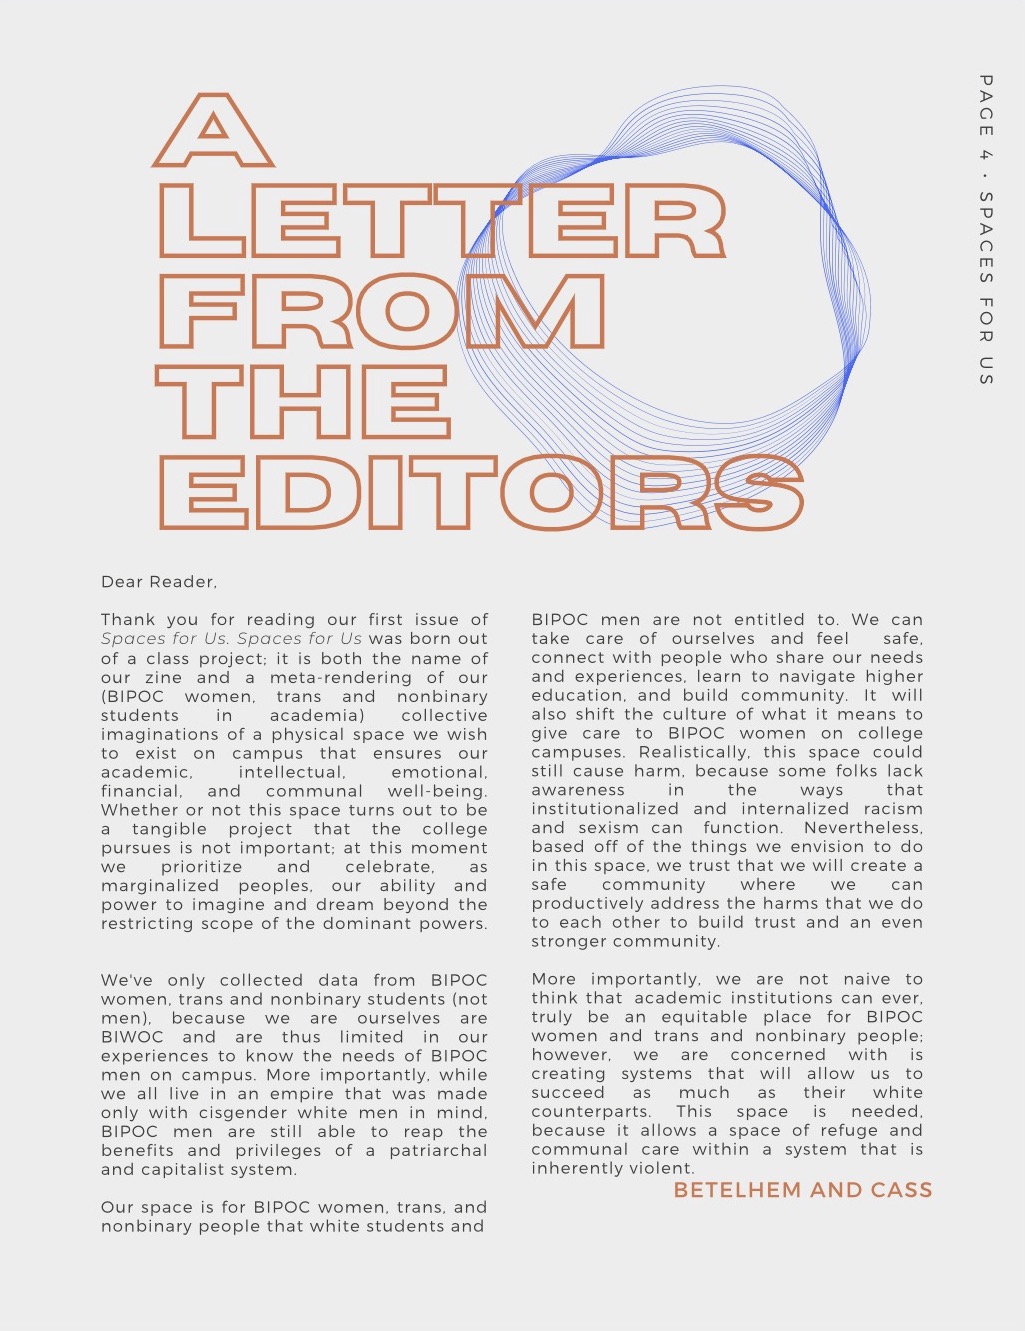 PAGE 4 · SPACES FOR US
A
LETTER
FROM
THE
EDITORS
Dear Reader,
Thank you for reading our first issue of
Spaces for Us. Spaces for Us was born out
of a class project; it is both the name of
our zine and a meta-rendering of our
(BIPOC women, trans and nonbinary
students in academia) collective
imaginations of a physical space we wish
to exist on campus that ensures our
academic, intellectual, emotional,
financial, and communal well-being.
Whether or not this space turns out to be
a tangible project that the college
pursues is not important; at this moment
we prioritize and celebrate, as
marginalized peoples, our ability and
power to imagine and dream beyond the
restricting scope of the dominant powers.
We've only collected data from BIPOC
women, trans and nonbinary students (not
men), because we are ourselves are
BIWOC and are thus limited in our
experiences to know the needs of BIPOC
men on campus. More importantly, while
we all live in an empire that was made
only with cisgender white men in mind,
BIPOC men are still able to reap the
benefits and privileges of a patriarchal
and capitalist system.
Our space is for BIPOC women, trans, and
nonbinary people that white students and
BIPOC men are not entitled to. We can
take care of ourselves and feel safe,
connect with people who share our needs
and experiences, learn to navigate higher
education, and build community. It will
also shift the culture of what it means to
give care to BIPOC women on college
campuses. Realistically, this space could
still cause harm, because some folks lack
awareness in the ways that
institutionalized and internalized racism
and sexism can function. Nevertheless,
based off of the things we envision to do
in this space, we trust that we will create a
safe community where we can
productively address the harms that we do
to each other to build trust and an even
stronger community.
More importantly, we are not naive to
think that academic institutions can ever,
truly be an equitable place for BIPOC
women and trans and nonbinary people;
however, we are concerned with is
creating systems that will allow us to
succeed as much as their white
counterparts. This space is needed,
because it allows a space of refuge and
communal care within a system that is
inherently violent.
BETELHEM AND CASS